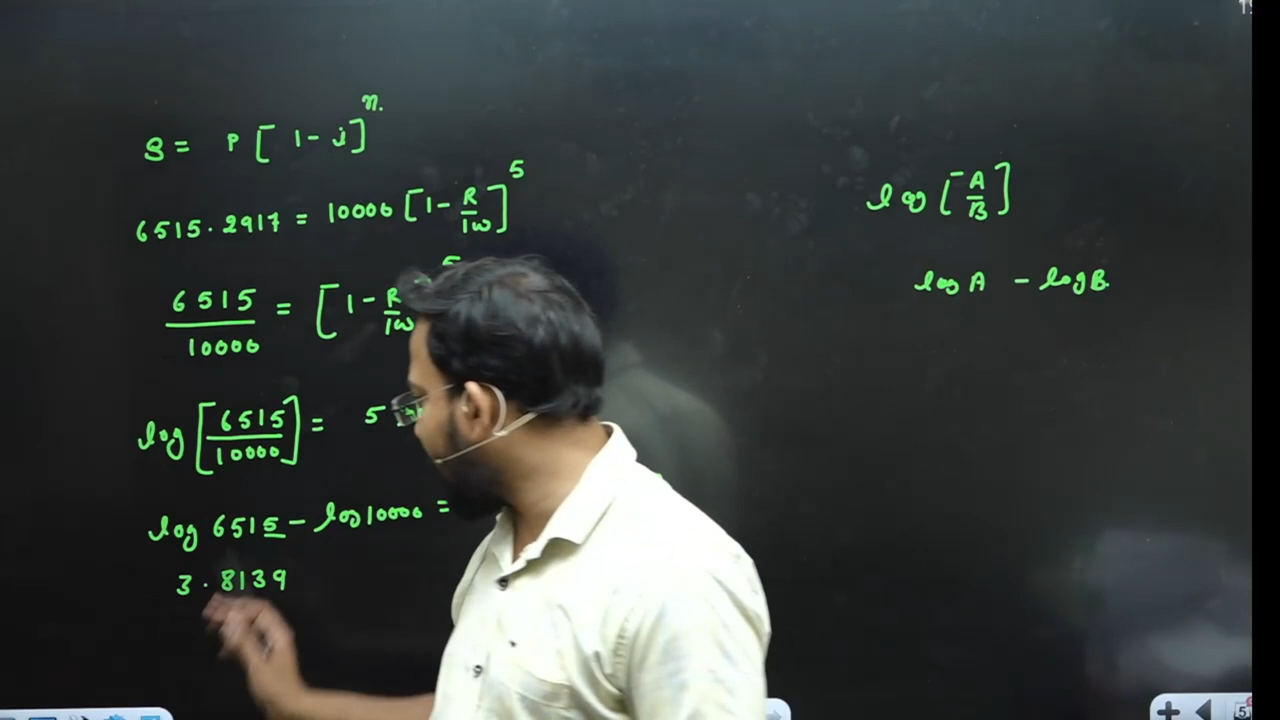 S = P [ 1 - i ]^n.
6515.2917 = 10000 [ 1 - R/100 ]^5
6515/10000 = [ 1 - R/100
log [ 6515/10000 ] = 5
log 6515 - log 10000 =
3.8139
log [ A/B ]
log A - log B